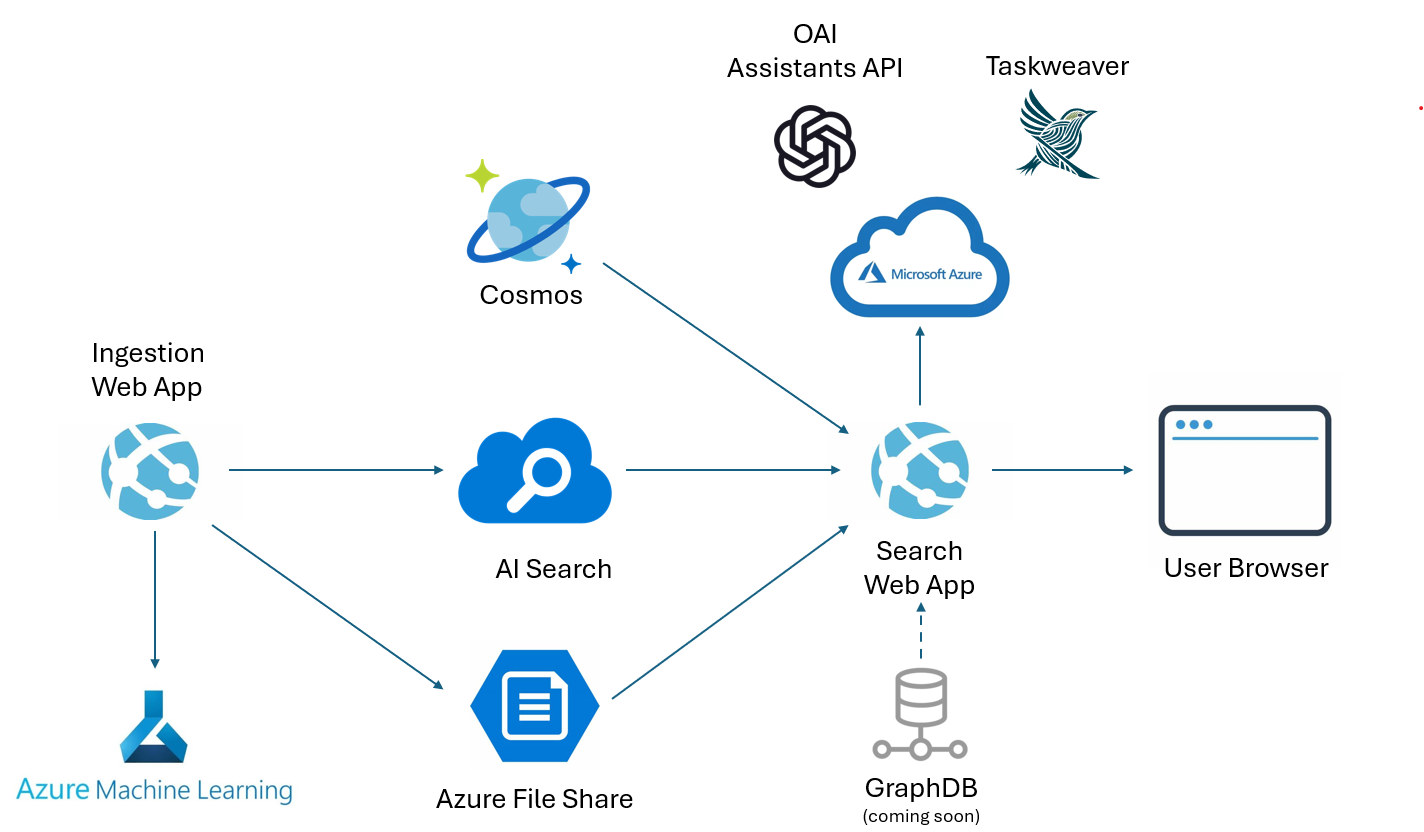 OAI
Assistants API
Taskweaver
Microsoft Azure
Cosmos
Ingestion
Web App
AI Search
Search
Web App
User Browser
Azure Machine Learning
Azure File Share
GraphDB
(coming soon)